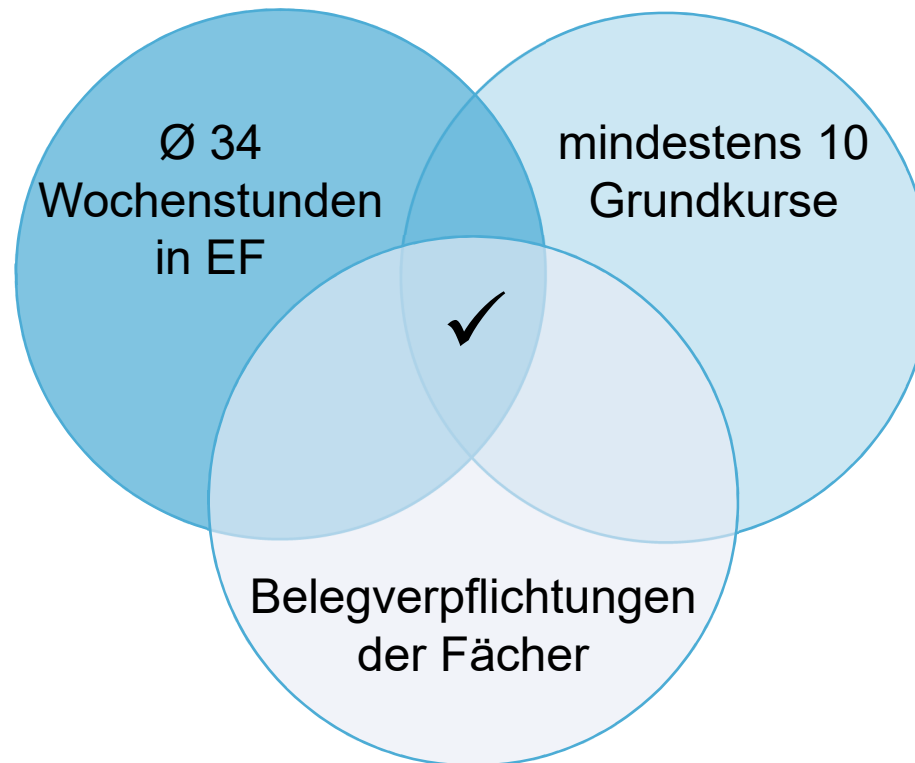 Ø 34
Wochenstunden
in EF
mindestens 10
Grundkurse
✓
Belegverpflichtungen
der Fächer